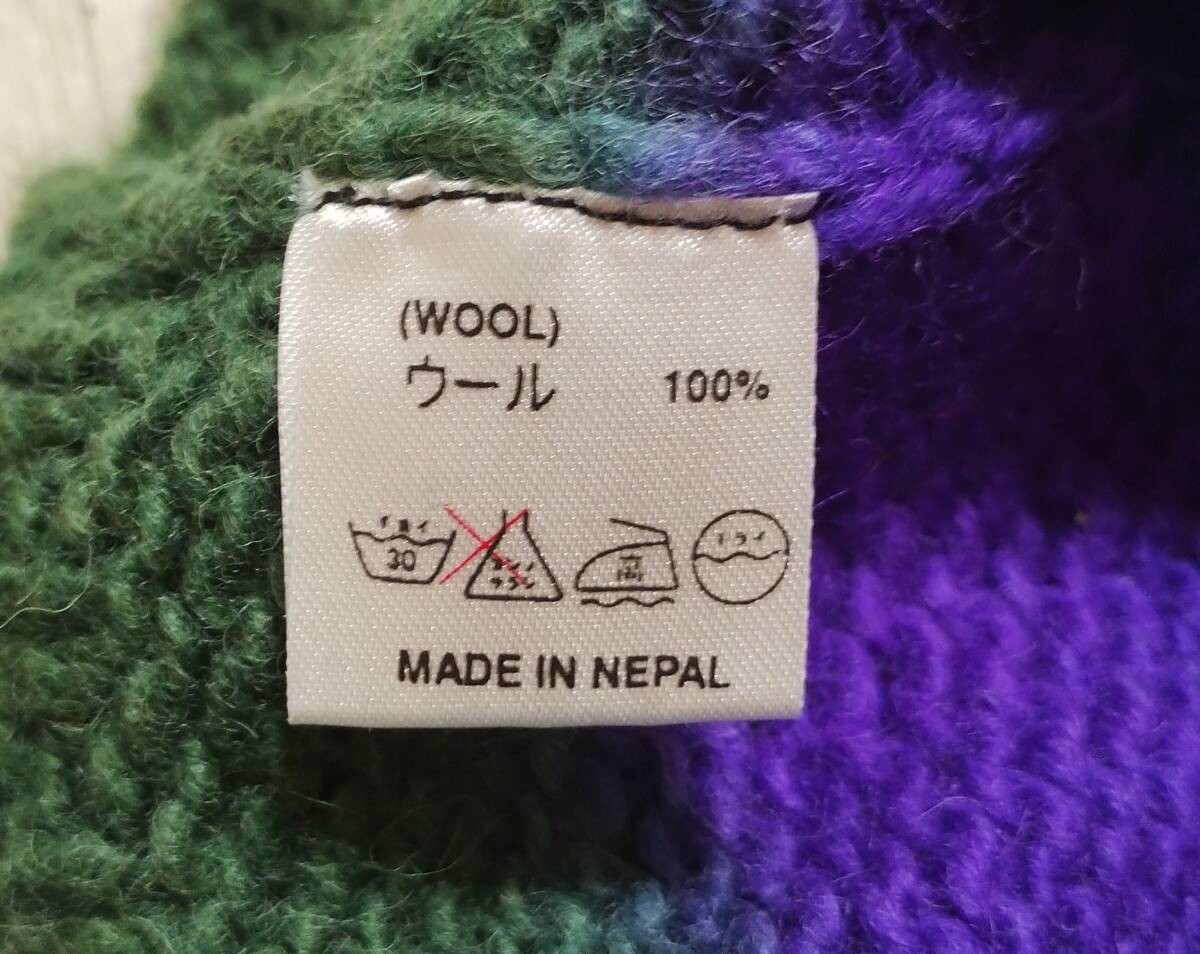 (WOOL)
ウール 100%
30
MADE IN NEPAL